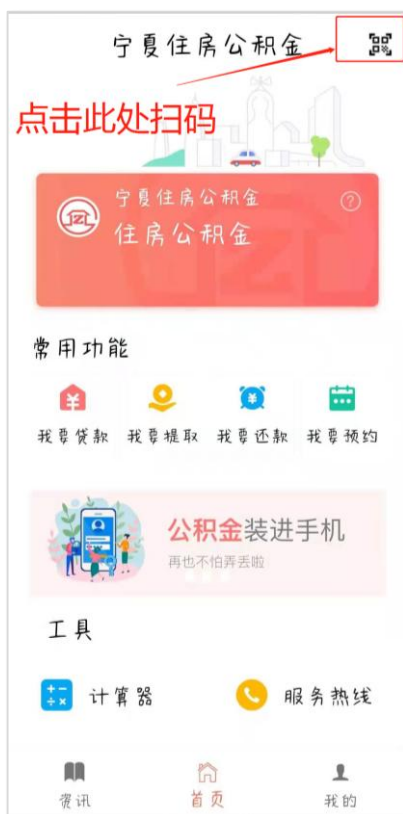 宁夏住房公积金
点击此处扫码
宁夏住房公积金
住房公积金
常用功能
我要贷款 我要提取 我要还款 我要预约
公积金装进手机
再也不怕弄丢啦
工具
计算器 服务热线
资讯 首页 我的